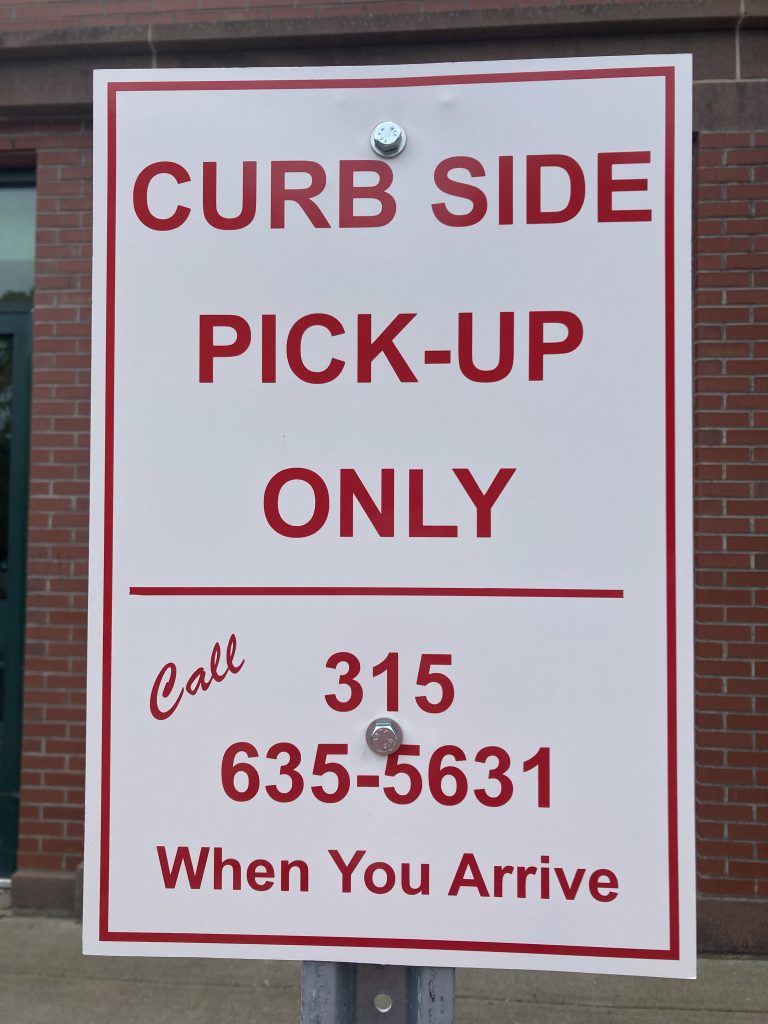 CURB SIDE
PICK-UP
ONLY
Call 315
635-5631
When You Arrive